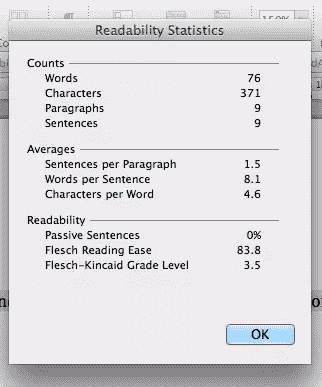 150%
Readability Statistics
Counts
Words 76
Characters 371
Paragraphs 9
Sentences 9
Averages
Sentences per Paragraph 1.5
Words per Sentence 8.1
Characters per Word 4.6
Readability
Passive Sentences 0%
Flesch Reading Ease 83.8
Flesch-Kincaid Grade Level 3.5
OK